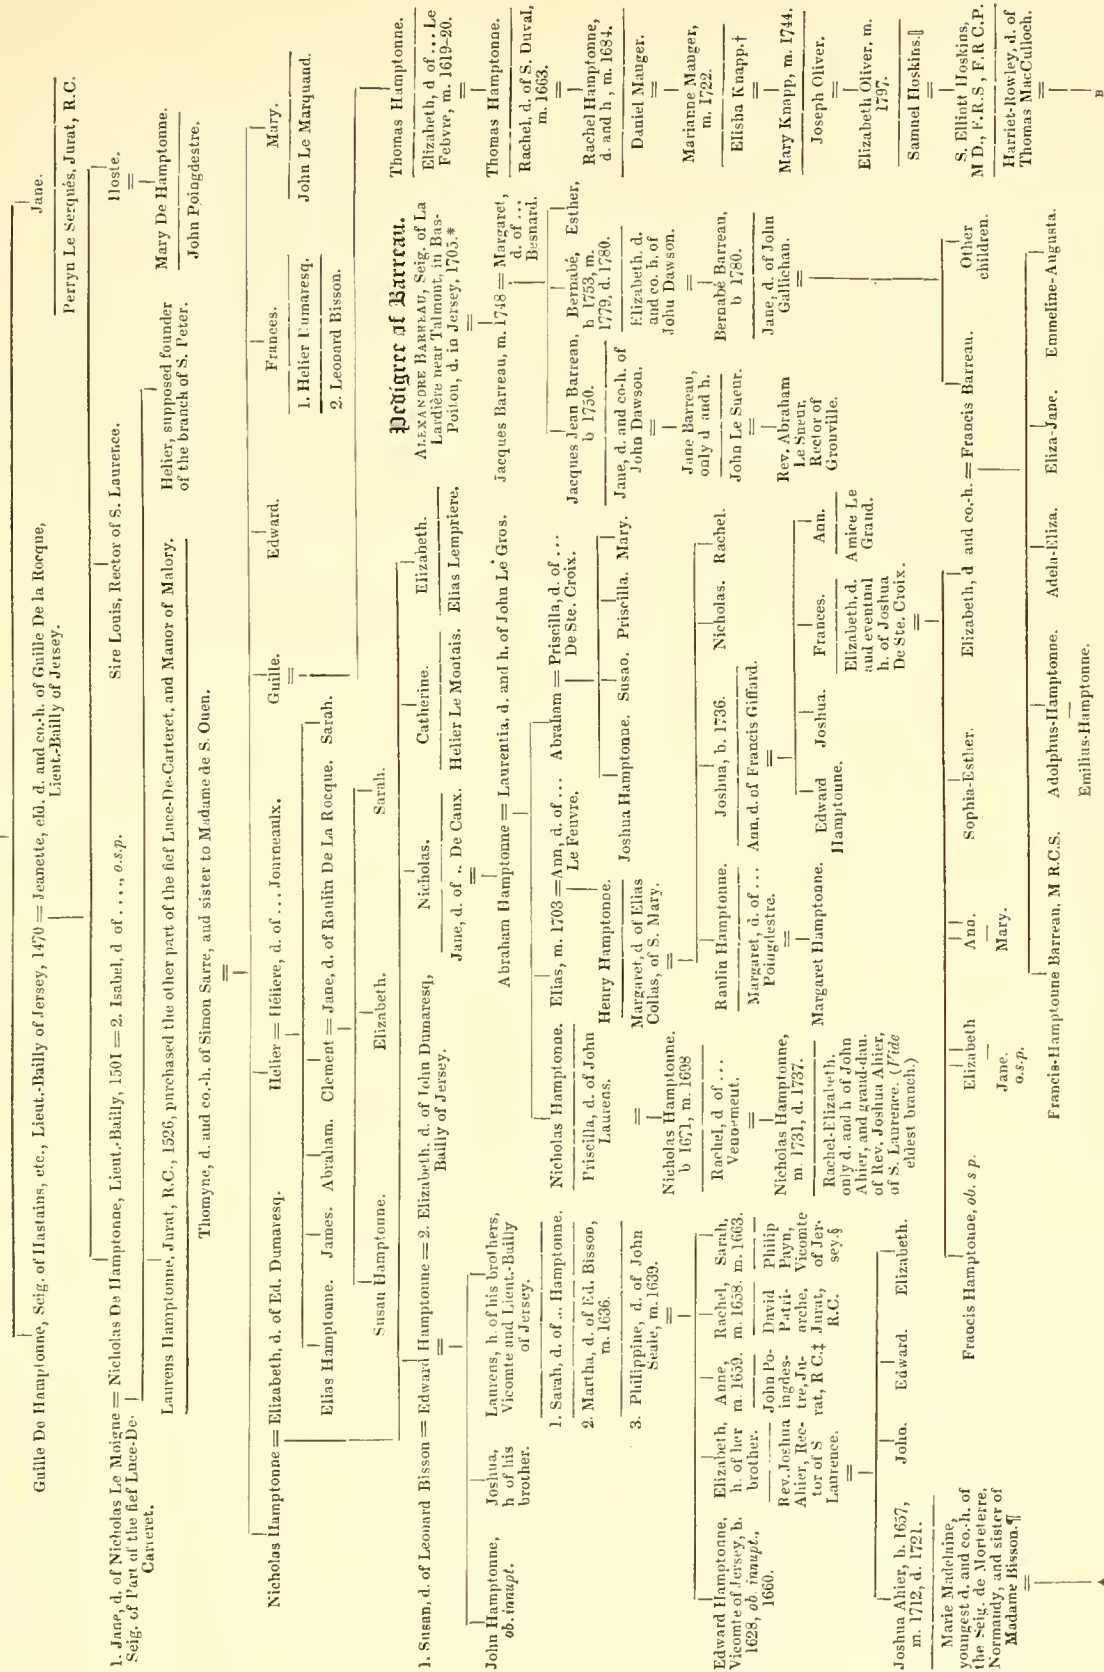 Guille De Hamptonne, Seig. of Hastains, etc., Lieut.-Bailly of Jersey, 1470 = Jeanette, eld. d. and co.-h. of Guille De la Rocque,
Lieut.-Bailly of Jersey.
Jane.
Perryn Le Serqués, Jurat, R.C.
1. Jane, d. of Nicholas Le Moigne = Nicholas De Hamptonne, Lieut.-Bailly, 1501 = 2. Isabel, d of ...., o.s.p.
Seig. of Part of the fief Luce-De-
Carteret.
Sire Louis, Rector of S. Laurence.
Hoste.
Mary De Hamptonne.
John Poingdestre.
Laurens Hamptonne, Jurat, R.C., 1526, purchased the other part of the fief Luce-De-Carteret, and Manor of Malory.
Thomyne, d. and co.-h. of Simon Sarre, and sister to Madame de S. Ouen.
Helier, supposed founder
of the branch of S. Peter.
Nicholas Hamptonne = Elizabeth, d. of Ed. Dumaresq.
Helier = Héliere, d. of ... Journeaulx.
Guille.
Edward.
Frances.
1. Helier Dumaresq.
2. Leonard Bisson.
Mary.
John Le Marquand.
Elias Hamptonne. James. Abraham. Clement = Jane, d. of Raulin De La Rocque. Sarah.
Susan Hamptonne.
Elizabeth.
Sarah.
1. Susan, d. of Leonard Bisson = Edward Hamptonne = 2. Elizabeth. d. of John Dumaresq,
Bailly of Jersey.
Nicholas.
Jane, d. of .. De Caux.
Catherine.
Helier Le Montais.
Elizabeth.
Elias Lempriere.
John Hamptonne,
ob. innupt.
Joshua,
h of his
brother.
Laurens, h. of his brothers,
Vicomte and Lieut.-Bailly
of Jersey.
1. Sarah, d. of ... Hamptonne.
2. Martha, d. of Ed. Bisson,
m. 1636.
3. Philippine, d. of John
Seale, m. 1639.
Abraham Hamptonne = Laurentia, d. and h. of John Le Gros.
Nicholas Hamptonne.
Priscilla, d. of John
Laurens.
Elias, m. 1703 = Ann, d. of ...
Le Feuvre.
Abraham = Priscilla, d. of ...
De Ste. Croix.
Henry Hamptonne.
Margaret, d of Elias
Collas, of S. Mary.
Joshua Hamptonne. Susan. Priscilla. Mary.
Nicholas Hamptonne.
b 1671, m. 1698
Rachel, d of ...
Venement.
Raulin Hamptonne.
Margaret, d. of ...
Poingdestre.
Joshua, b. 1736.
Ann, d. of Francis Giffard.
Nicholas.
Rachel.
Edward Hamptonne,
Vicomte of Jersey, b.
1628, ob. innupt.,
1660.
Elizabeth,
h. of her
brother.
Rev. Joshua
Ahier, Rec-
tor of S
Laurence.
Anne,
m. 1659.
John Po-
ingdes-
tre, Ju-
rat, R C.‡
Rachel,
m. 1658.
David
Patri-
arche,
Jurat,
R.C.
Sarah,
m. 1663.
Philip
Payn,
Vicomte
of Jer-
sey.§
Nicholas Hamptonne,
m. 1731, d. 1737.
Rachel-Elizabeth.
only d. and h of John
Ahier, and grand-dau.
of Rev. Joshua Ahier,
of S. Laurence. (Vide
eldest branch.)
Margaret Hamptonne.
Edward
Hamptonne.
Joshua.
Frances.
Elizabeth, d.
and eventual
h. of Joshua
De Ste. Croix.
Ann.
Amice Le
Grand.
Joshua Ahier, b. 1657,
m. 1712, d. 1721.
John.
Edward.
Elizabeth.
Marie Madelaine,
youngest d. and co.-h. of
the Seig. de Morteterre,
Normandy, and sister of
Madame Bisson.¶
A
Francis Hamptonne, ob. s p.
Elizabeth
Jane.
o.s.p.
Ann.
Mary.
Sophia-Esther.
Elizabeth, d and co.-h. = Francis Barreau.
Other
children.
Francis-Hamptonne Barreau, M R.C.S.
Adolphus-Hamptonne.
Adela-Eliza.
Eliza-Jane.
Emmeline-Augusta.
Emilius-Hamptonne.
Pedigree of Barreau.
ALEXANDRE BARREAU, Seig. of La
Lardière near Talmont, in Bas-
Poitou, d. in Jersey, 1705.*
Jacques Barreau, m. 1748 = Margaret,
d. of ...
Besnard.
Jacques Jean Barreau,
b 1750.
Jane, d. and co-h. of
John Dawson.
Bernabé,
b 1753, m.
1779, d. 1780.
Elizabeth. d.
and co. h. of
John Dawson.
Esther,
Jane Barreau,
only d and h.
John Le Sueur.
Bernabé Barreau,
b 1780.
Jane, d. of John
Gallichan.
Rev. Abraham
Le Sueur,
Rector of
Grouville.
Thomas Hamptonne.
Elizabeth, d of ... Le
Febvre, m. 1619-20.
Thomas Hamptonne.
Rachel, d. of S. Duval,
m. 1663.
Rachel Hamptonne,
d. and h , m. 1684.
Daniel Mauger.
Marianne Mauger,
m. 1722.
Elisha Knapp.†
Mary Knapp, m. 1744.
Joseph Oliver.
Elizabeth Oliver, m.
1797.
Samuel Hoskins.‖
S. Elliott Hoskins,
M D., F.R.S , F.R C.P.
Harriet-Rowley, d. of
Thomas MacCulloch.
B